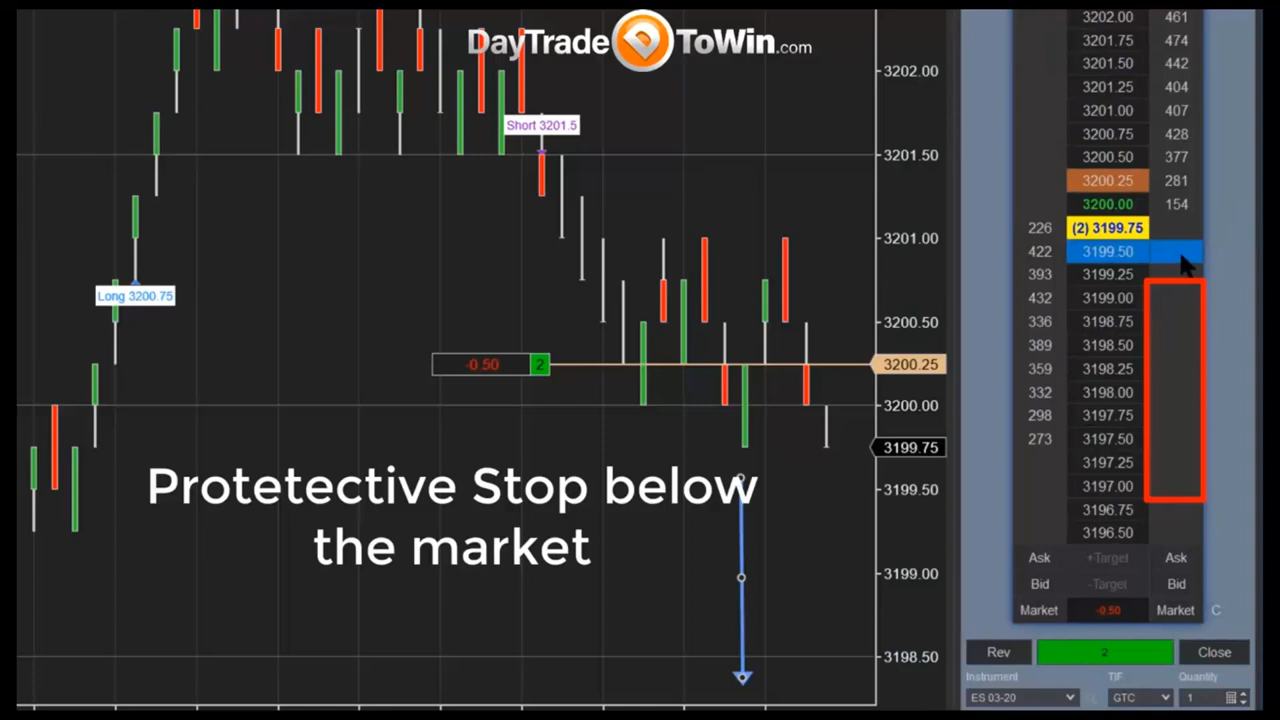 DayTradeToWin.com
Short 3201.5
Long 3200.75
-0.50 2
Protetective Stop below
the market
3202.00
3201.50
3201.00
3200.50
3200.25
3200.00
3199.75
3199.50
3199.00
3198.50
3202.00 461
3201.75 474
3201.50 442
3201.25 404
3201.00 407
3200.75 428
3200.50 377
3200.25 281
3200.00 154
226 (2) 3199.75
422 3199.50
393 3199.25
432 3199.00
336 3198.75
389 3198.50
359 3198.25
332 3198.00
298 3197.75
273 3197.50
3197.25
3197.00
3196.75
3196.50
Ask +Target Ask
Bid -Target Bid
Market -0.50 Market C
Rev 2 Close
Instrument TIF Quantity
ES 03-20 GTC 1